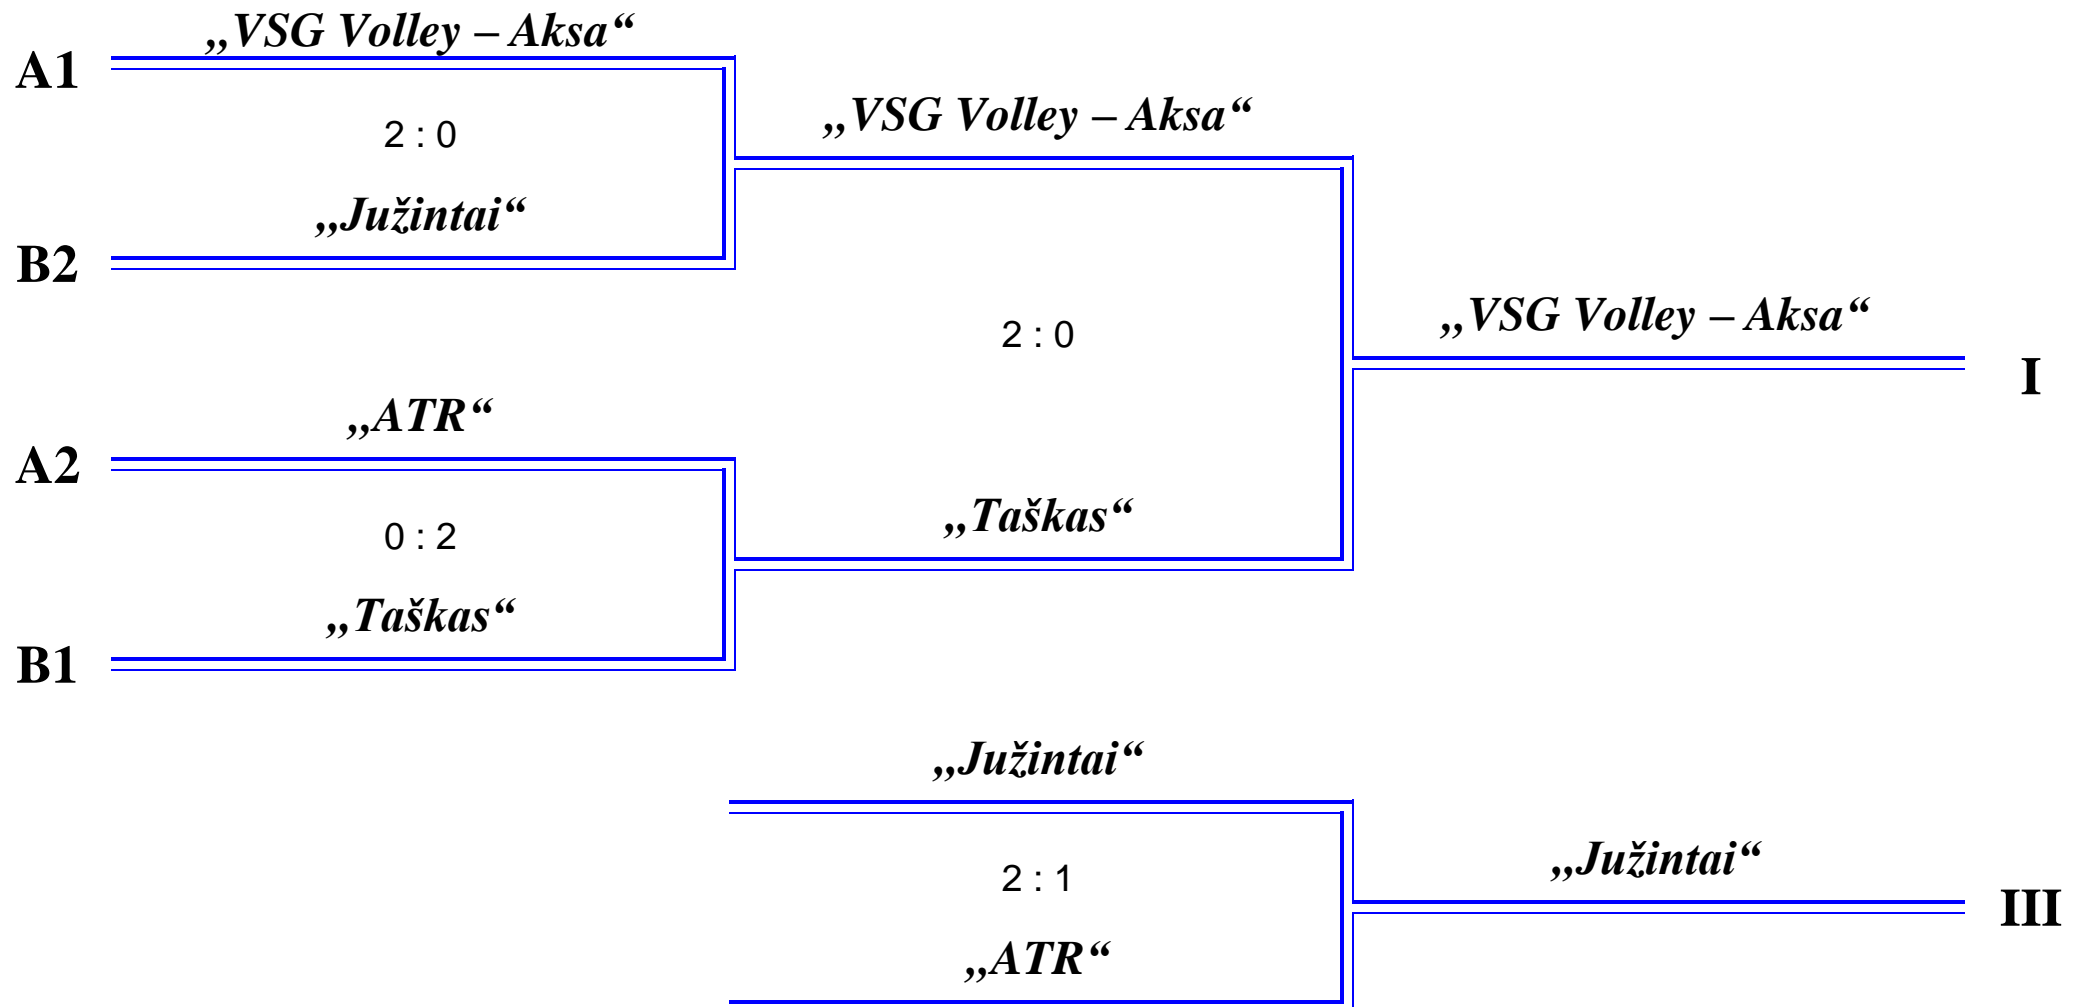 „VSG Volley – Aksa“
A1
„VSG Volley – Aksa“
2 : 0
„Južintai“
B2
„VSG Volley – Aksa“
2 : 0
I
„ATR“
A2
„Taškas“
0 : 2
„Taškas“
B1
„Južintai“
„Južintai“
2 : 1
III
„ATR“